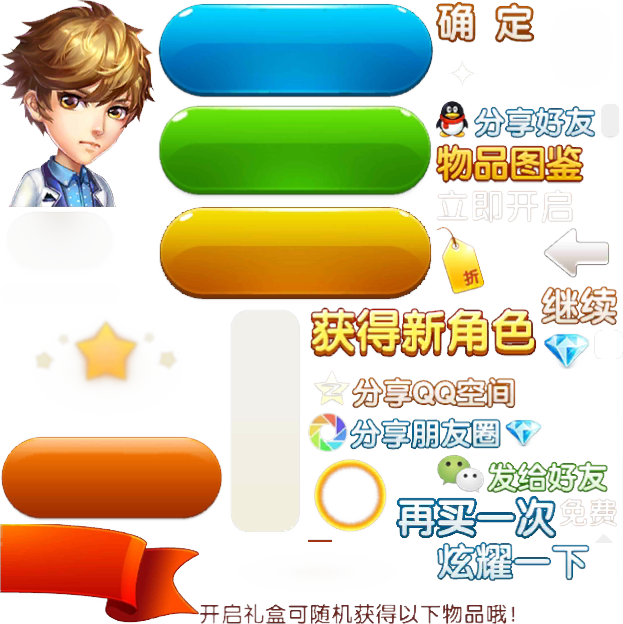 确 定
分享好友
物品图鉴
立即开启
折
继续
获得新角色
分享QQ空间
分享朋友圈
发给好友
再买一次
免费
炫耀一下
开启礼盒可随机获得以下物品哦!